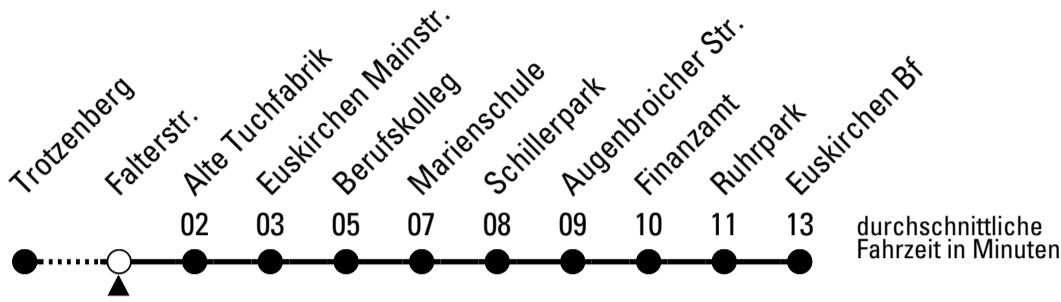 Trotzenberg
Falterstr.
Alte Tuchfabrik
Euskirchen Mainstr.
Berufskolleg
Marienschule
Schillerpark
Augenbroicher Str.
Finanzamt
Ruhrpark
Euskirchen Bf
02 03 05 07 08 09 10 11 13
durchschnittliche
Fahrzeit in Minuten